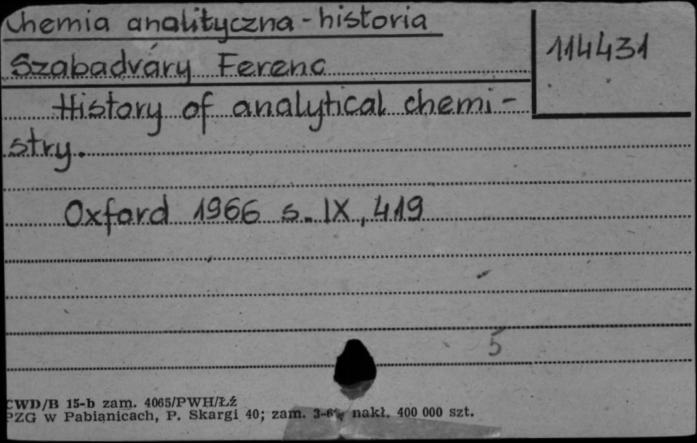 Chemia analityczna - historia
114431
Szabadváry Ferenc
History of analytical chemi-
stry.
Oxford 1966 s. IX, 419
5
CWD/B 15-b zam. 4065/PWH/Łź
PZG w Pabianicach, P. Skargi 40; zam. nakł. 400 000 szt.